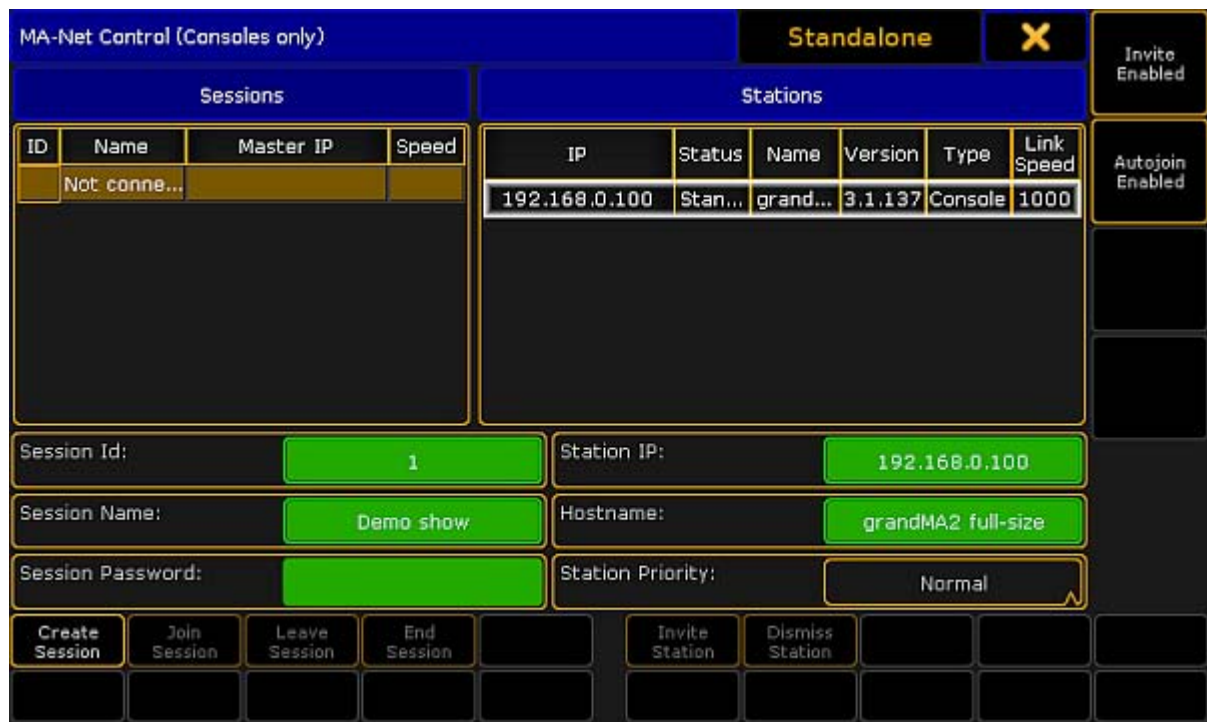 MA-Net Control (Consoles only)
Standalone
Invite
Enabled
Sessions
Stations
Autojoin
Enabled
ID Name Master IP Speed
Not conne...
IP Status Name Version Type Link Speed
192.168.0.100 Stan... grand... 3.1.137 Console 1000
Session Id: 1
Station IP: 192.168.0.100
Session Name: Demo show
Hostname: grandMA2 full-size
Session Password:
Station Priority: Normal
Create Session
Join Session
Leave Session
End Session
Invite Station
Dismiss Station